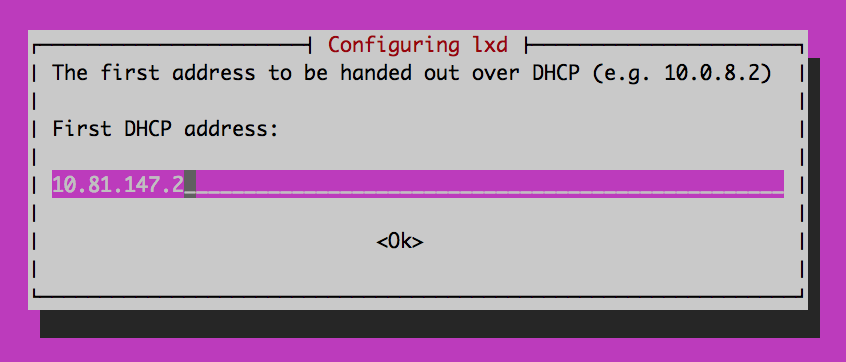 Configuring lxd
The first address to be handed out over DHCP (e.g. 10.0.8.2)
First DHCP address:
10.81.147.2
<Ok>